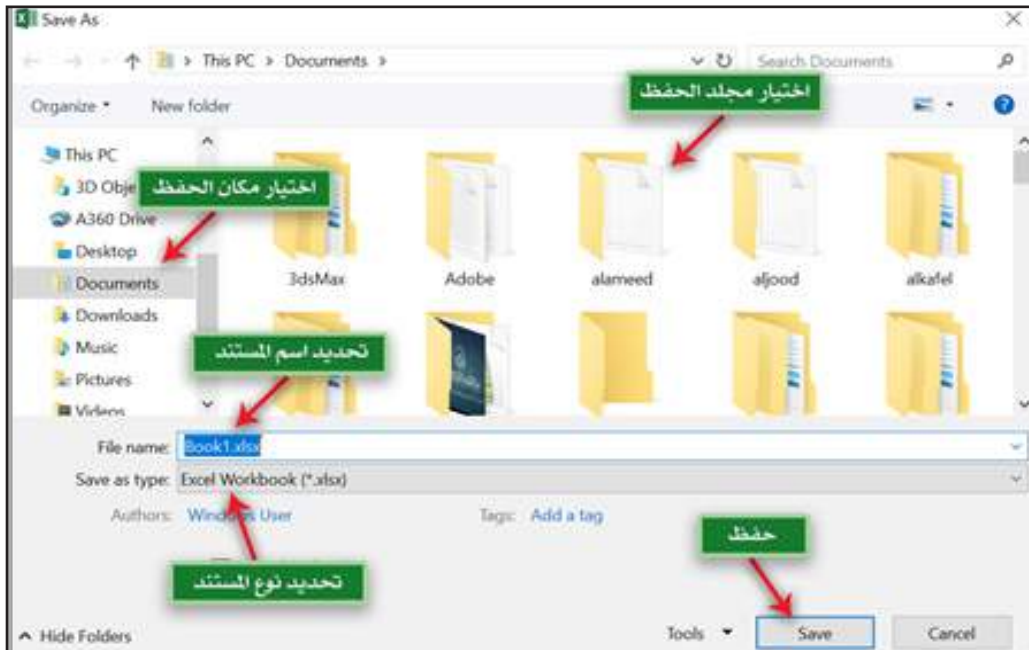 Save As
This PC > Documents >
Search Documents
اختيار مجلد الحفظ
Organize
New folder
This PC
3D Obje
اختيار مكان الحفظ
A360 Drive
Desktop
Documents
3dsMax
Adobe
alameed
aljood
alkafel
Downloads
Music
تحديد اسم المستند
Pictures
Videos
File name: Book1.xlsx
Save as type: Excel Workbook (*.xlsx)
Authors: Windows User
Tags: Add a tag
حفظ
تحديد نوع المستند
Hide Folders
Tools
Save
Cancel